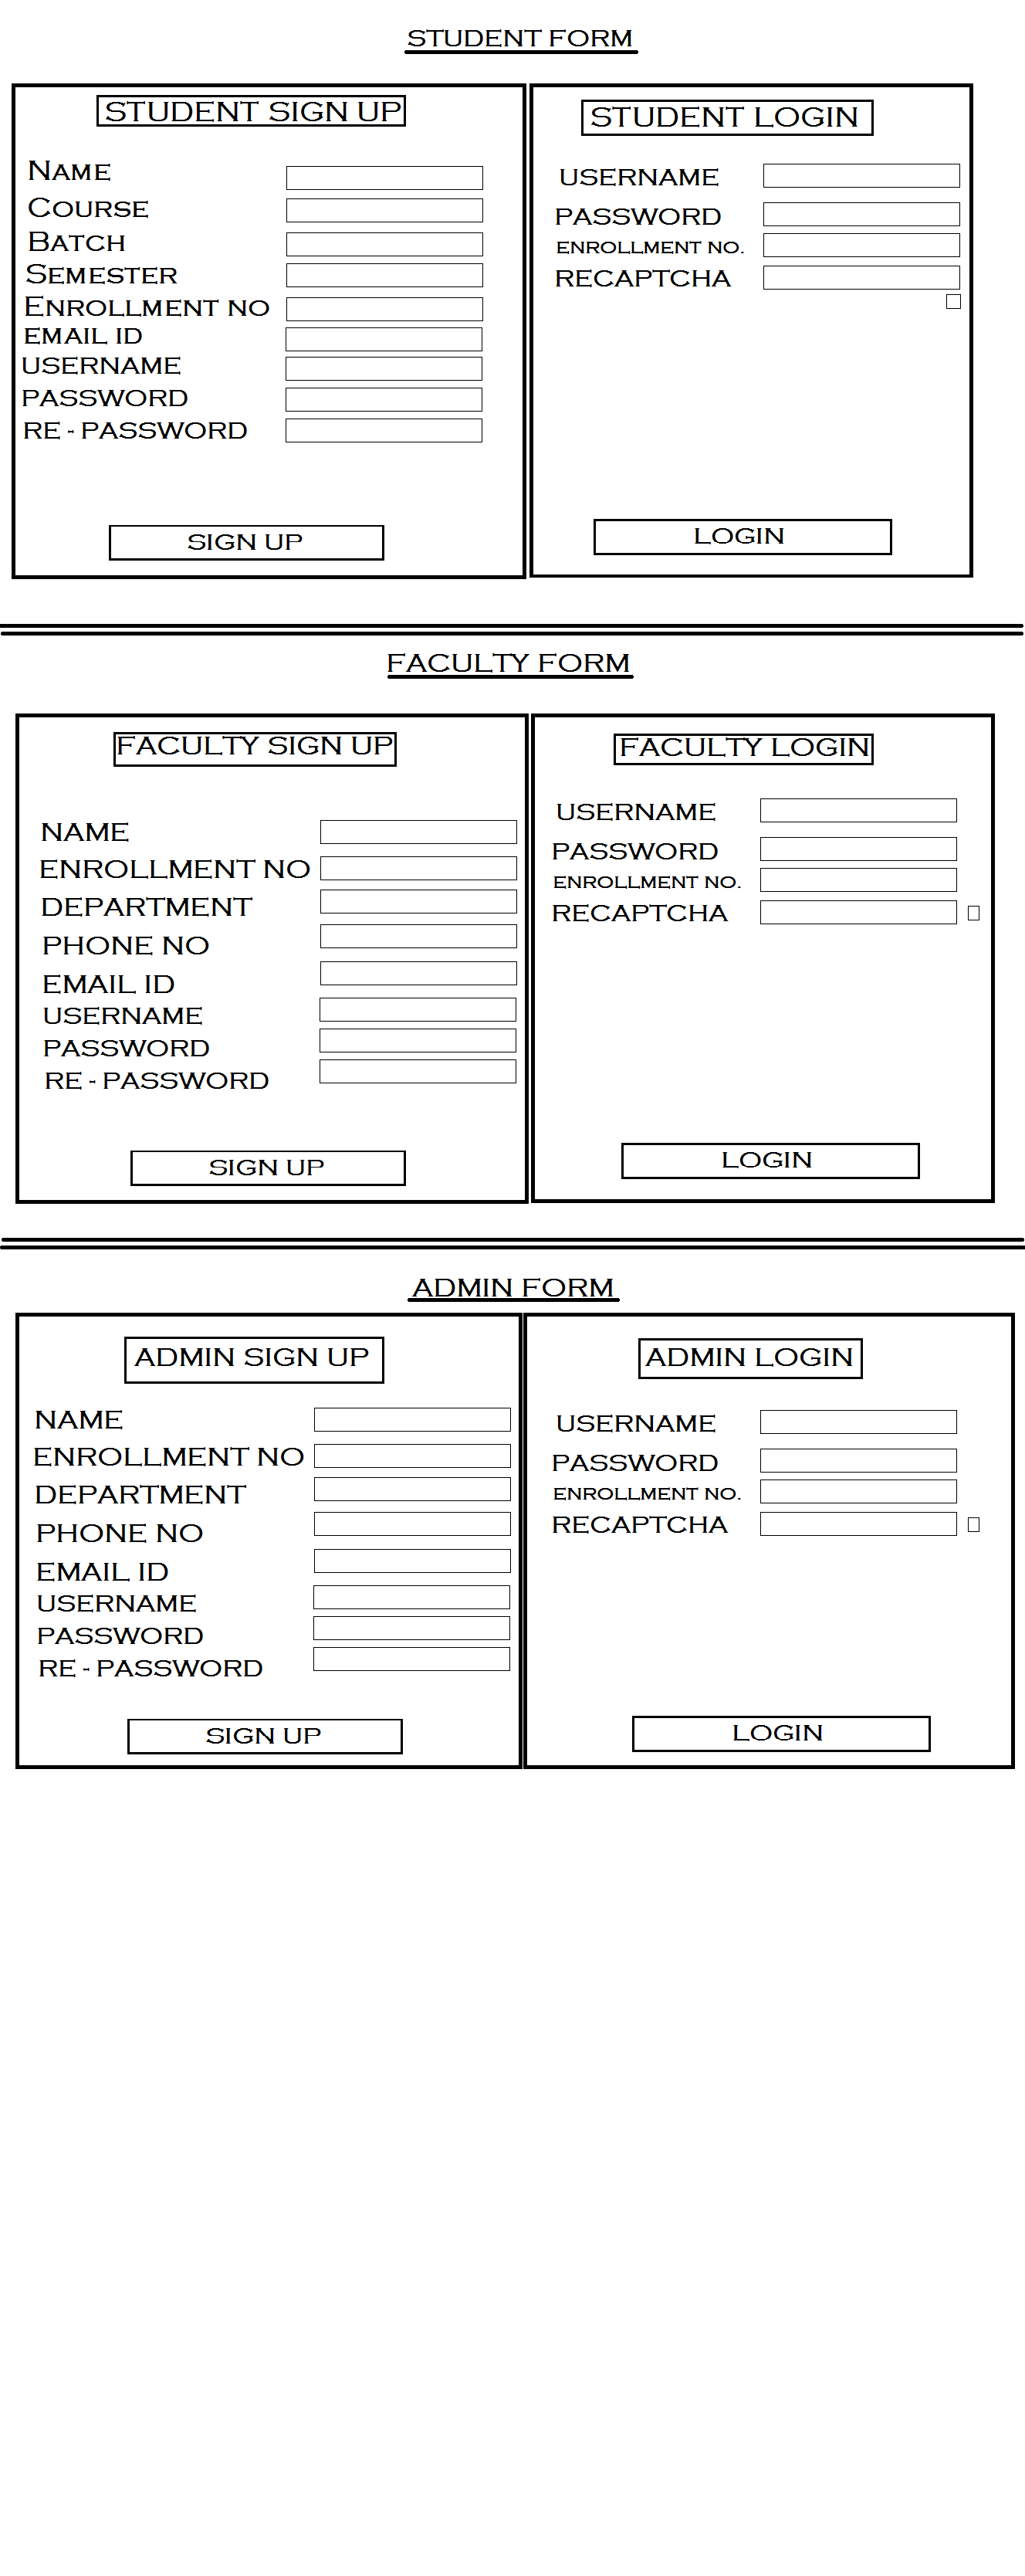 STUDENT FORM
STUDENT SIGN UP
NAME
COURSE
BATCH
SEMESTER
ENROLLMENT NO
EMAIL ID
USERNAME
PASSWORD
RE - PASSWORD
SIGN UP
STUDENT LOGIN
USERNAME
PASSWORD
ENROLLMENT NO.
RECAPTCHA
LOGIN
FACULTY FORM
FACULTY SIGN UP
NAME
ENROLLMENT NO
DEPARTMENT
PHONE NO
EMAIL ID
USERNAME
PASSWORD
RE - PASSWORD
SIGN UP
FACULTY LOGIN
USERNAME
PASSWORD
ENROLLMENT NO.
RECAPTCHA
LOGIN
ADMIN FORM
ADMIN SIGN UP
NAME
ENROLLMENT NO
DEPARTMENT
PHONE NO
EMAIL ID
USERNAME
PASSWORD
RE - PASSWORD
SIGN UP
ADMIN LOGIN
USERNAME
PASSWORD
ENROLLMENT NO.
RECAPTCHA
LOGIN